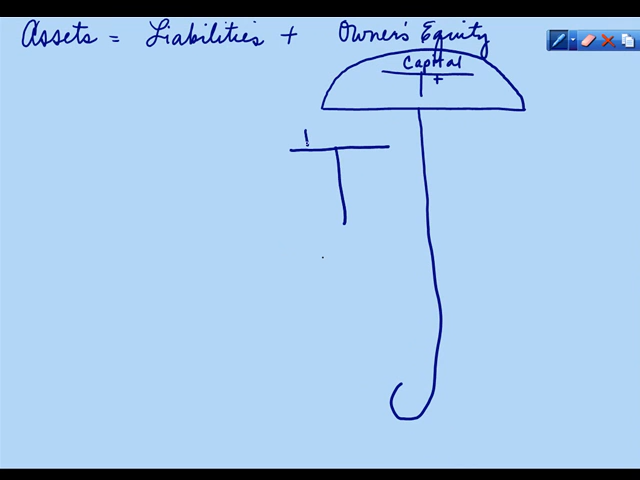 Assets = Liabilities + Owner's Equity
Capital
+